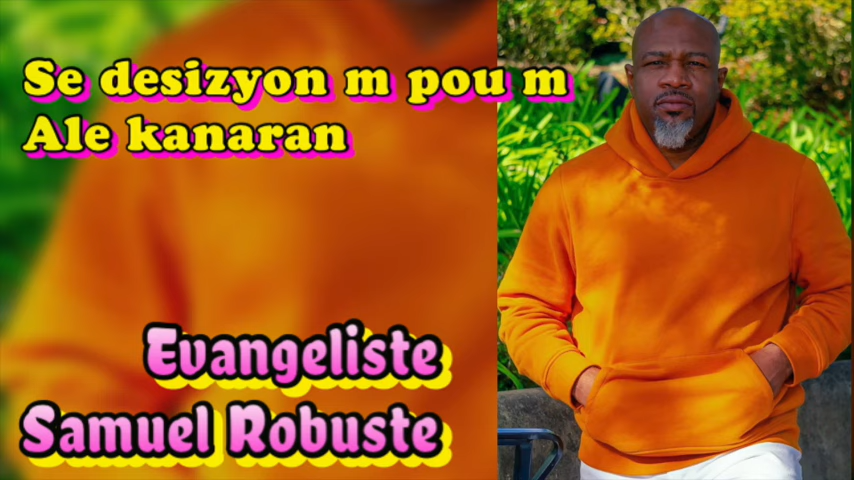 Se desizyon m pou m
Ale kanaran
Evangeliste
Samuel Robuste